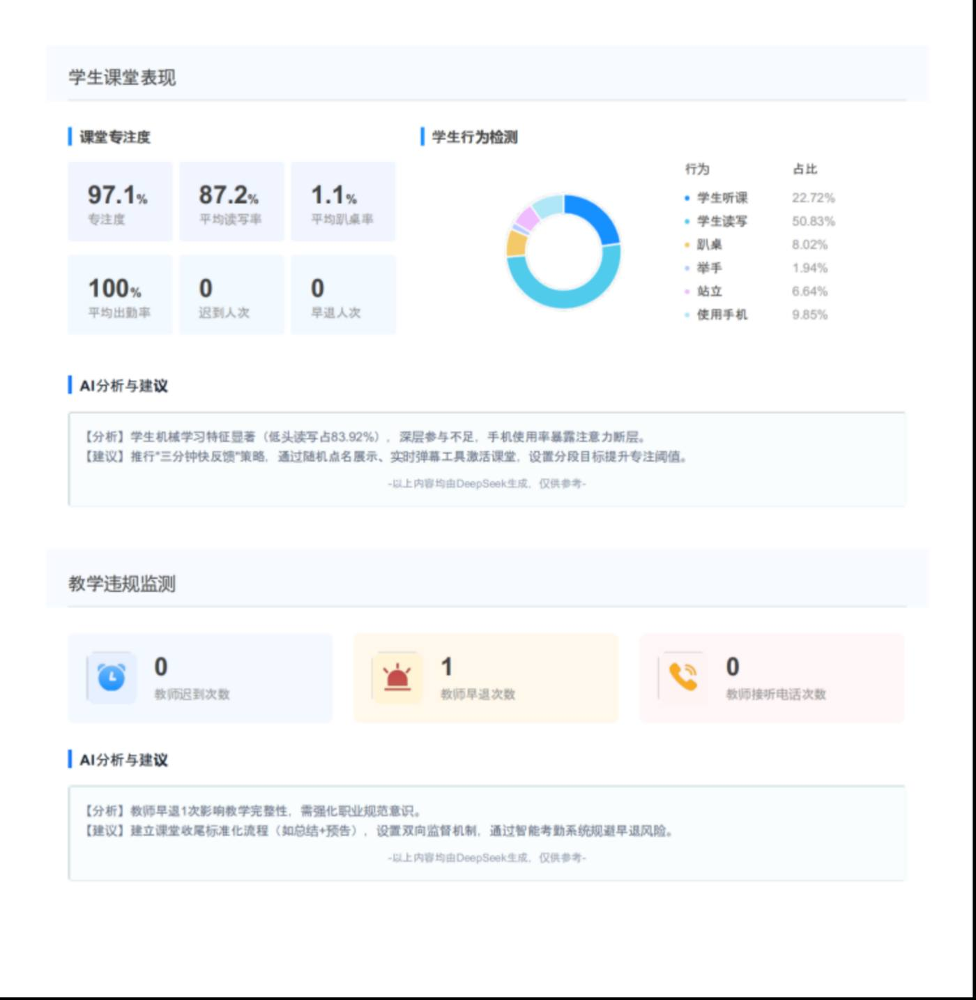 学生课堂表现
课堂专注度
97.1%
专注度
87.2%
平均读写率
1.1%
平均趴桌率
100%
平均出勤率
0
迟到人次
0
早退人次
学生行为检测
行为 占比
学生听课 22.72%
学生读写 50.83%
趴桌 8.02%
举手 1.94%
站立 6.64%
使用手机 9.85%
AI分析与建议
【分析】学生机械学习特征显著（低头读写占83.92%），深层参与不足，手机使用率暴露注意力断层。
【建议】推行"三分钟快反馈"策略，通过随机点名展示、实时弹幕工具激活课堂，设置分段目标提升专注阈值。
-以上内容均由DeepSeek生成，仅供参考-
教学违规监测
0
教师迟到次数
1
教师早退次数
0
教师接听电话次数
AI分析与建议
【分析】教师早退1次影响教学完整性，需强化职业规范意识。
【建议】建立课堂收尾标准化流程（如总结+预告），设置双向监督机制，通过智能考勤系统规避早退风险。
-以上内容均由DeepSeek生成，仅供参考-